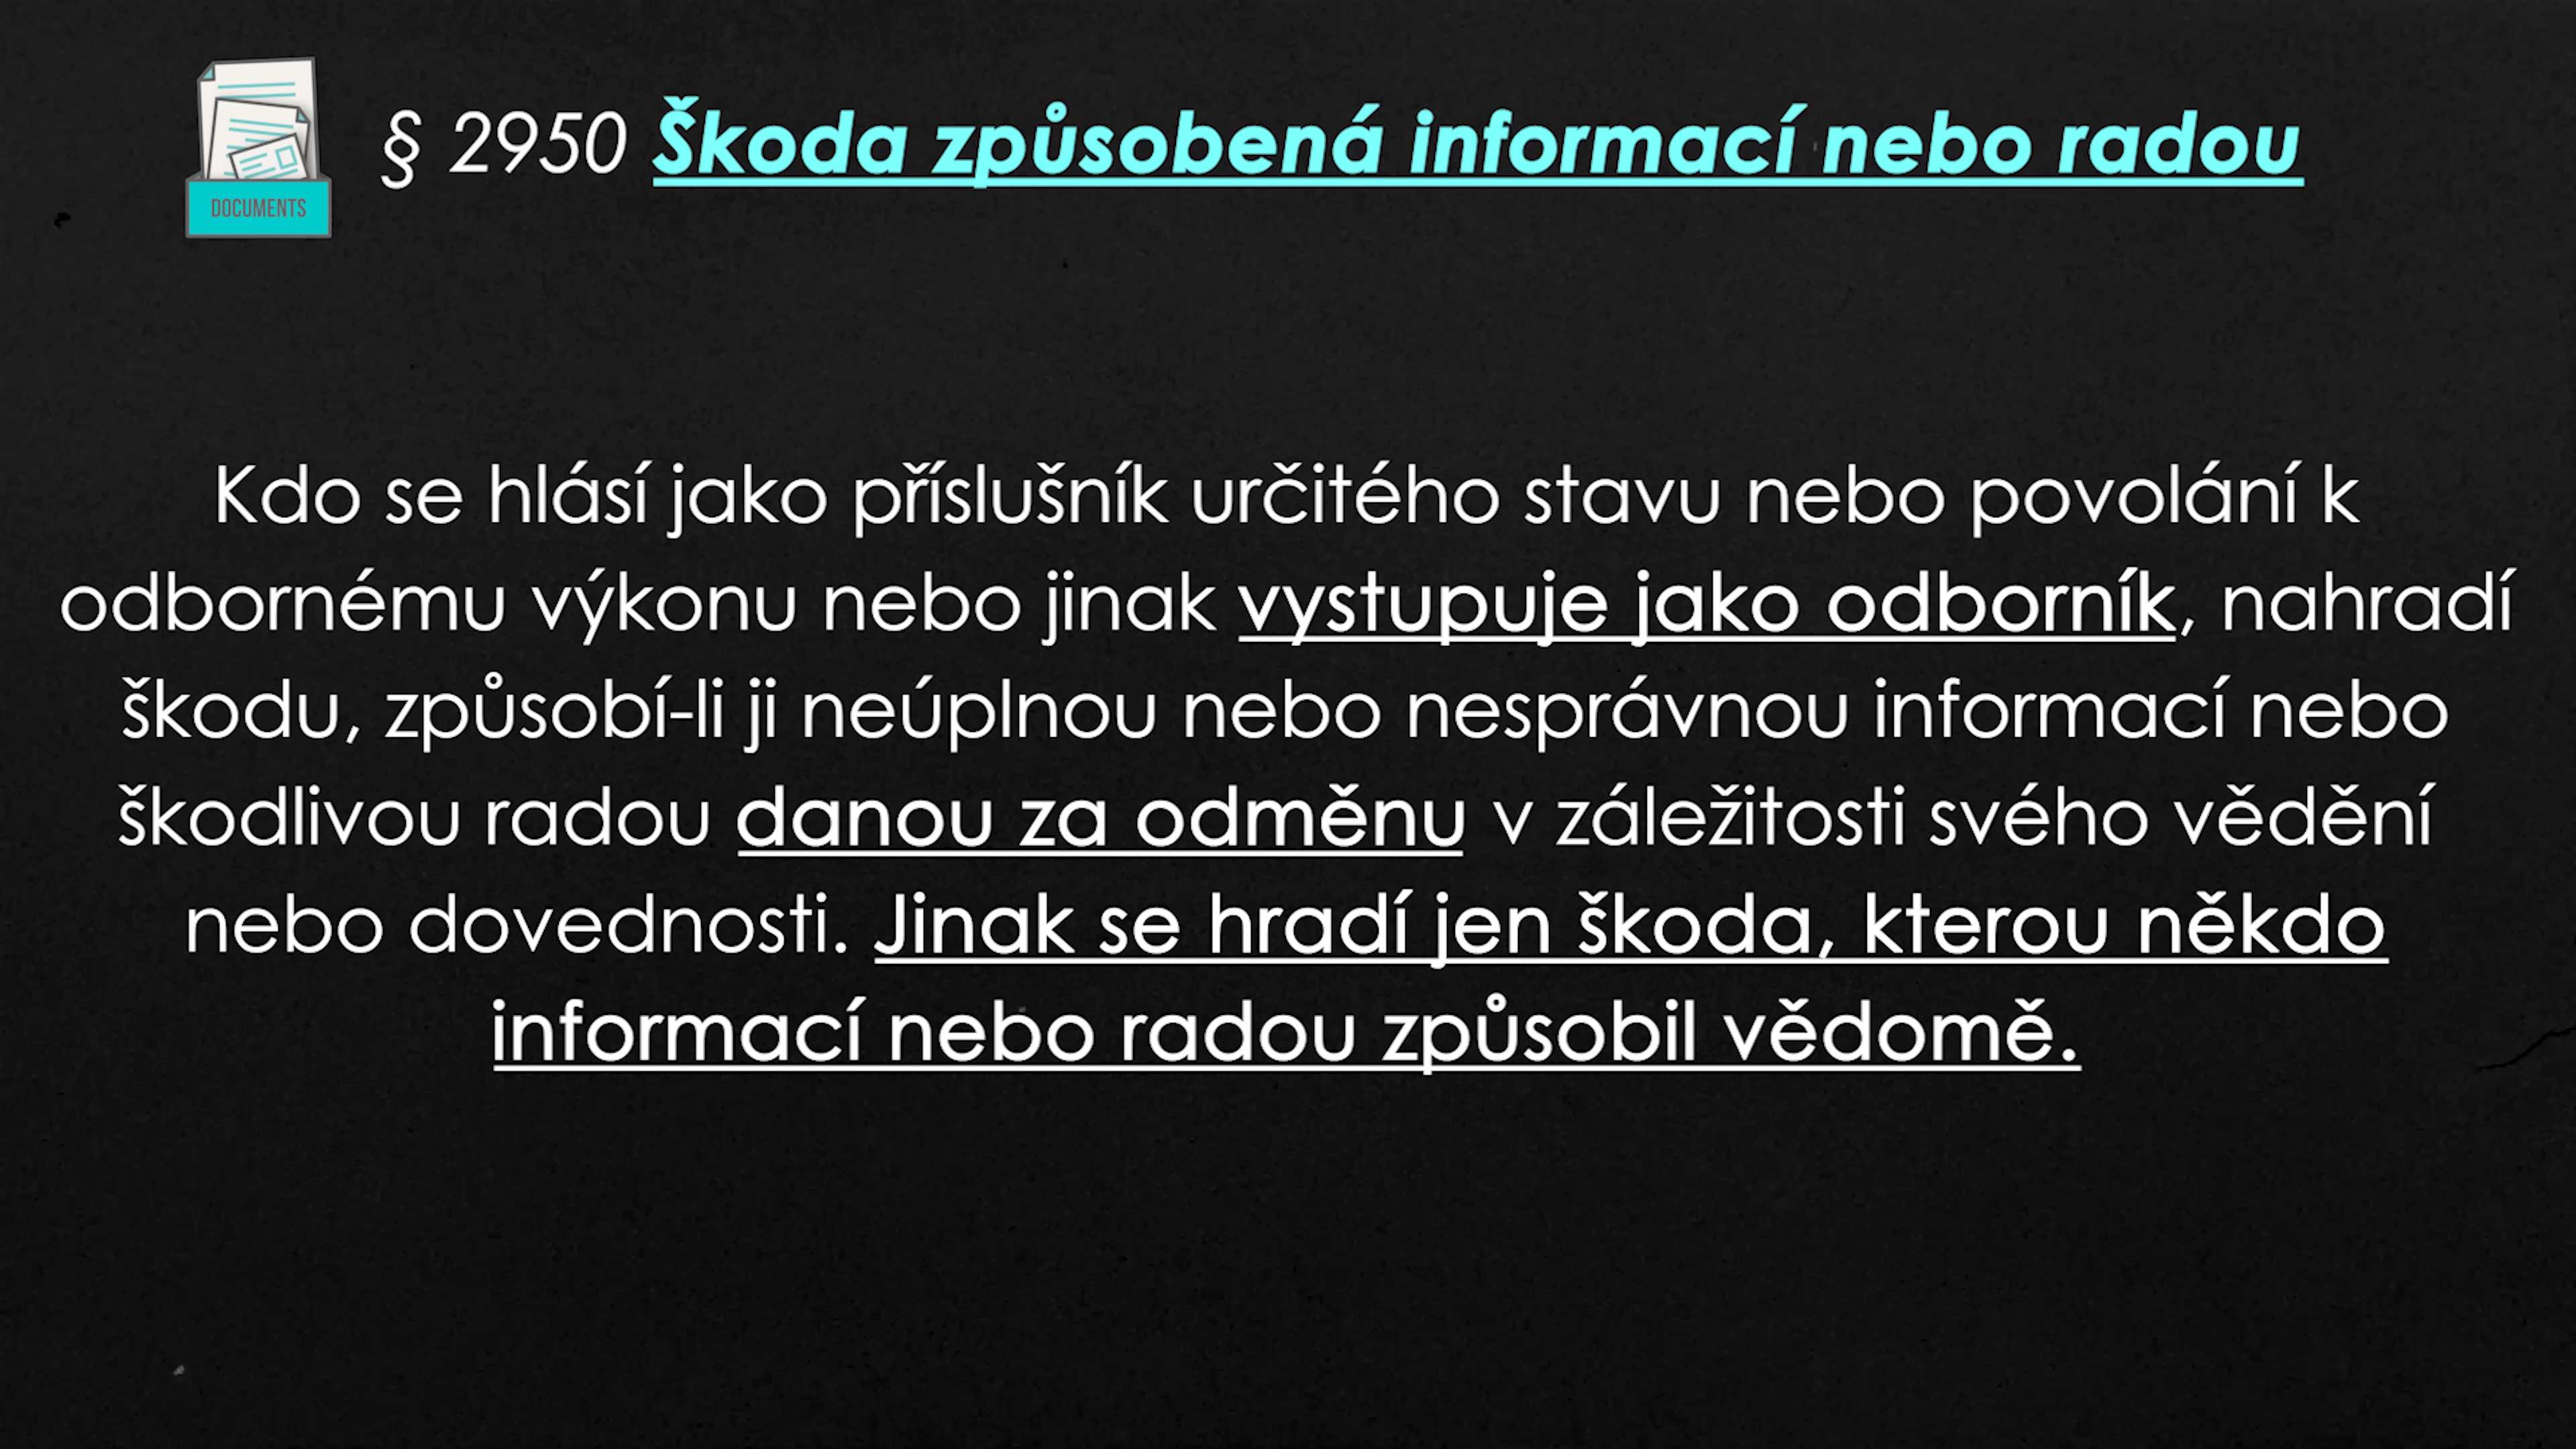 DOCUMENTS
§ 2950 Škoda způsobená informací nebo radou
Kdo se hlásí jako příslušník určitého stavu nebo povolání k
odbornému výkonu nebo jinak vystupuje jako odborník, nahradí
škodu, způsobí-li ji neúplnou nebo nesprávnou informací nebo
škodlivou radou danou za odměnu v záležitosti svého vědění
nebo dovednosti. Jinak se hradí jen škoda, kterou někdo
informací nebo radou způsobil vědomě.